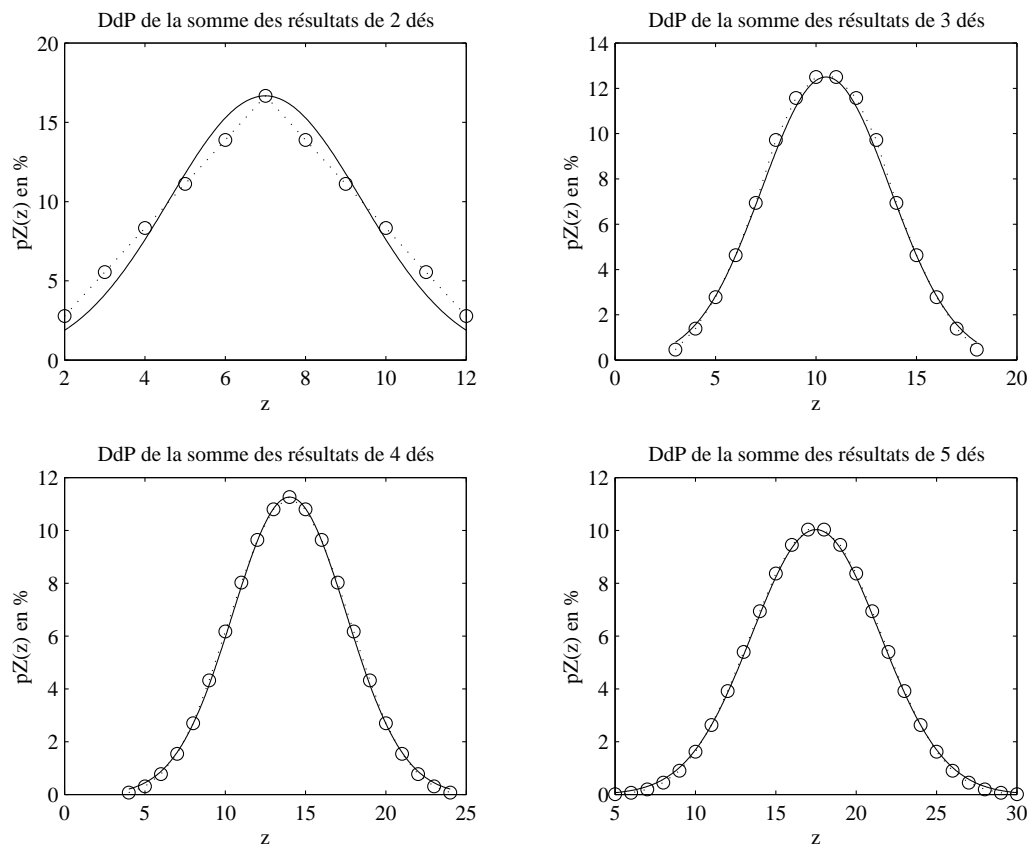 DdP de la somme des résultats de 2 dés
20
15
10
5
0
pZ(z) en %
2 4 6 8 10 12
z
DdP de la somme des résultats de 3 dés
14
12
10
8
6
4
2
0
pZ(z) en %
0 5 10 15 20
z
DdP de la somme des résultats de 4 dés
12
10
8
6
4
2
0
pZ(z) en %
0 5 10 15 20 25
z
DdP de la somme des résultats de 5 dés
12
10
8
6
4
2
0
pZ(z) en %
5 10 15 20 25 30
z